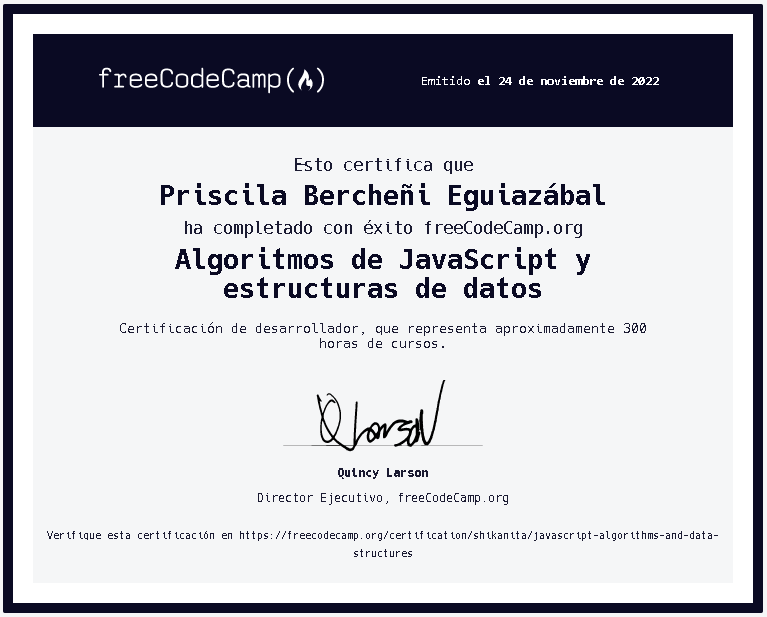 freeCodeCamp
Emitido el 24 de noviembre de 2022
Esto certifica que
Priscila Bercheñi Eguiazábal
ha completado con éxito freeCodeCamp.org
Algoritmos de JavaScript y
estructuras de datos
Certificación de desarrollador, que representa aproximadamente 300
horas de cursos.
Q Larson
Quincy Larson
Director Ejecutivo, freeCodeCamp.org
Verifique esta certificación en https://freecodecamp.org/certification/shikanita/javascript-algorithms-and-data-
structures